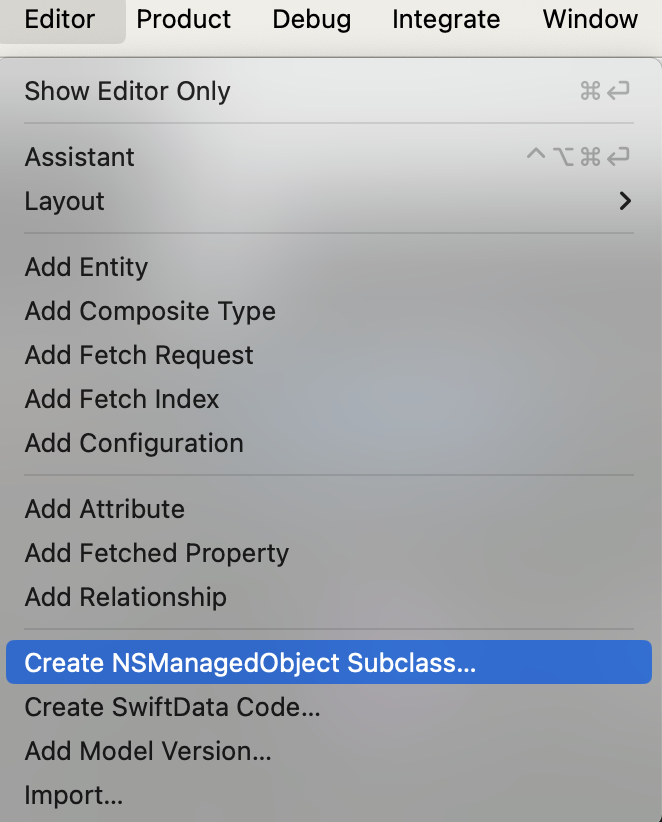 Editor Product Debug Integrate Window
Show Editor Only ⌘↩
Assistant ^⌥⌘↩
Layout >
Add Entity
Add Composite Type
Add Fetch Request
Add Fetch Index
Add Configuration
Add Attribute
Add Fetched Property
Add Relationship
Create NSManagedObject Subclass...
Create SwiftData Code...
Add Model Version...
Import...